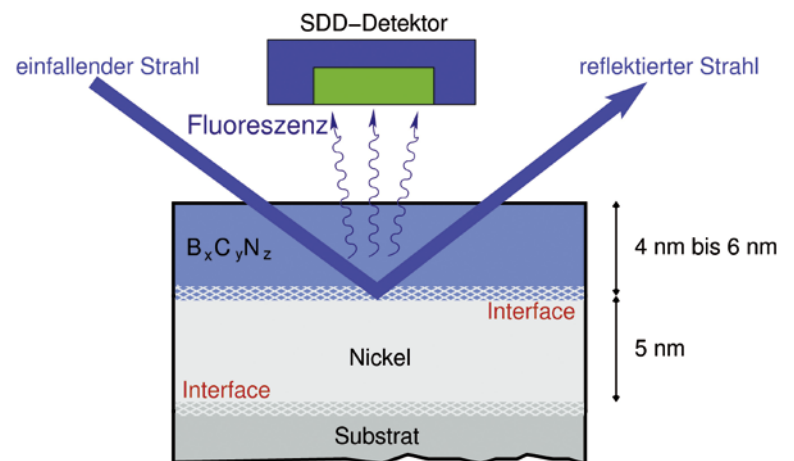 SDD–Detektor
einfallender Strahl
reflektierter Strahl
Fluoreszenz
BxCyNz
4 nm bis 6 nm
Interface
5 nm
Nickel
Interface
Substrat